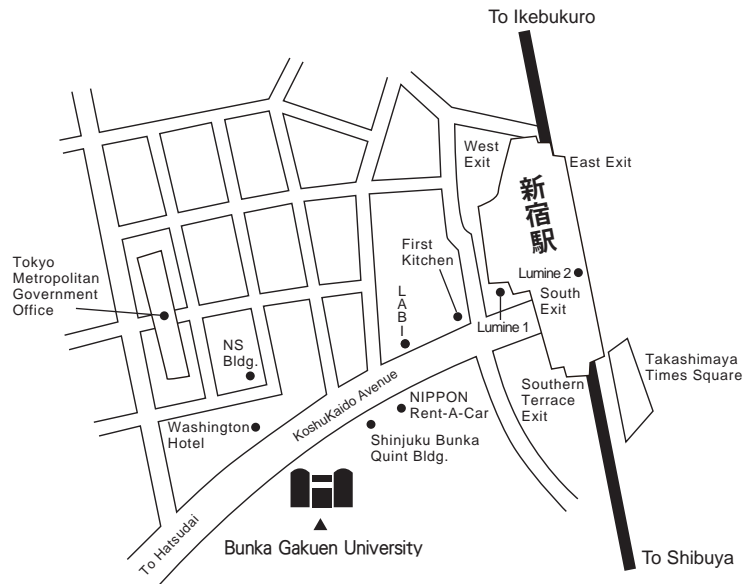 To Ikebukuro
West
Exit
East Exit
新宿駅
First
Kitchen
Lumine 2
South
Exit
Tokyo
Metropolitan
Government
Office
LABI
Lumine 1
NS
Bldg.
Takashimaya
Times Square
KoshuKaido Avenue
NIPPON
Rent-A-Car
Southern
Terrace
Exit
Washington
Hotel
Shinjuku Bunka
Quint Bldg.
To Hatsudai
Bunka Gakuen University
To Shibuya